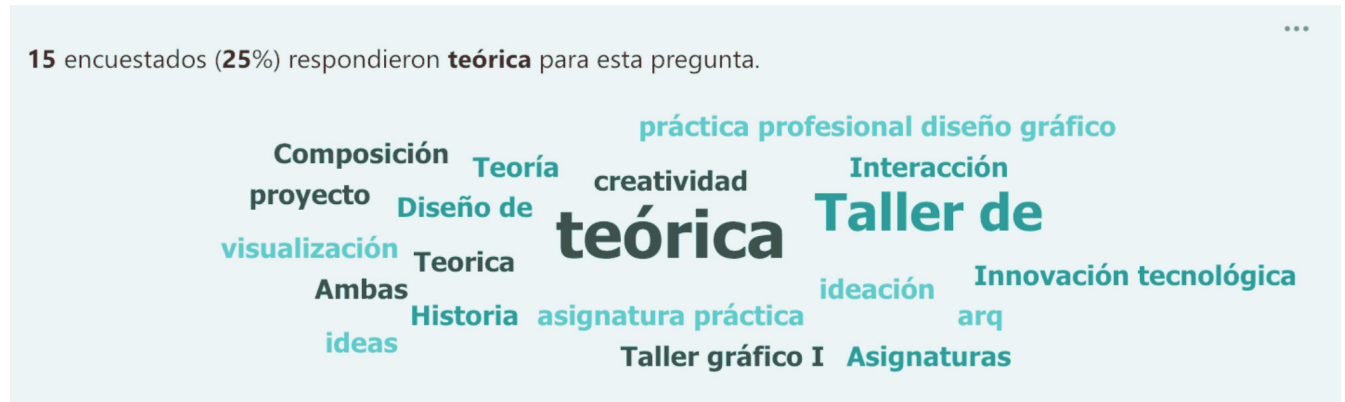 15 encuestados (25%) respondieron teórica para esta pregunta.
práctica profesional diseño gráfico
Composición
Teoría
creatividad
Interacción
proyecto
Diseño de
teórica
Taller de
visualización
Teorica
Ambas
ideación
Innovación tecnológica
Historia
asignatura práctica
arq
ideas
Taller gráfico I
Asignaturas